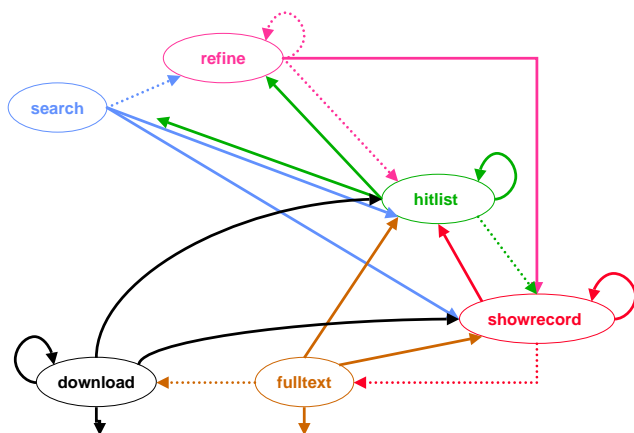 refine
search
hitlist
showrecord
download
fulltext